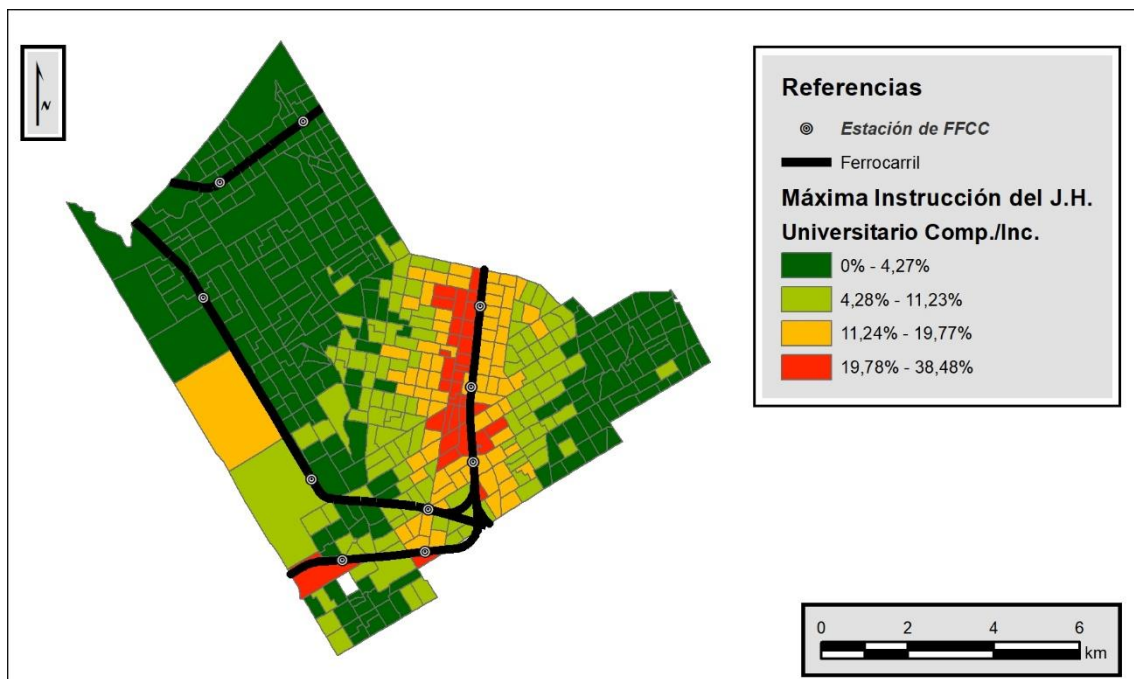 N
Referencias
Estación de FFCC
Ferrocarril
Máxima Instrucción del J.H.
Universitario Comp./Inc.
0% - 4,27%
4,28% - 11,23%
11,24% - 19,77%
19,78% - 38,48%
0 2 4 6
km